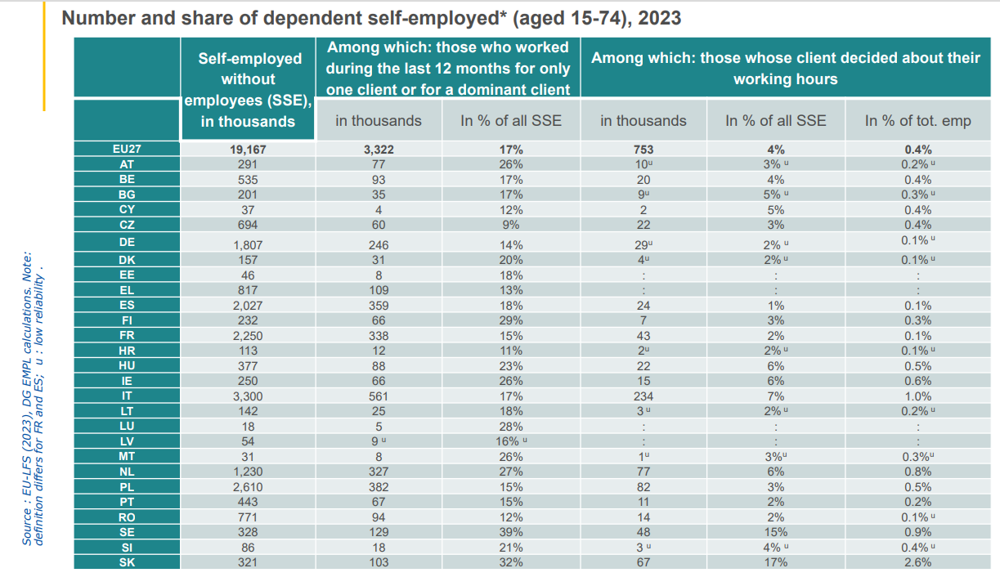 Number and share of dependent self-employed* (aged 15-74), 2023
Self-employed
without
employees (SSE),
in thousands
Among which: those who worked
during the last 12 months for only
one client or for a dominant client
Among which: those whose client decided about their
working hours
in thousands In % of all SSE in thousands In % of all SSE In % of tot. emp
EU27 19,167 3,322 17% 753 4% 0.4%
AT 291 77 26% 10ᵘ 3% ᵘ 0.2% ᵘ
BE 535 93 17% 20 4% 0.4%
BG 201 35 17% 9ᵘ 5% ᵘ 0.3% ᵘ
CY 37 4 12% 2 5% 0.4%
CZ 694 60 9% 22 3% 0.4%
DE 1,807 246 14% 29ᵘ 2% ᵘ 0.1% ᵘ
DK 157 31 20% 4ᵘ 2% ᵘ 0.1% ᵘ
EE 46 8 18% : : :
EL 817 109 13% : : :
ES 2,027 359 18% 24 1% 0.1%
FI 232 66 29% 7 3% 0.3%
FR 2,250 338 15% 43 2% 0.1%
HR 113 12 11% 2ᵘ 2% ᵘ 0.1% ᵘ
HU 377 88 23% 22 6% 0.5%
IE 250 66 26% 15 6% 0.6%
IT 3,300 561 17% 234 7% 1.0%
LT 142 25 18% 3 ᵘ 2% ᵘ 0.2% ᵘ
LU 18 5 28% : : :
LV 54 9 ᵘ 16% ᵘ : : :
MT 31 8 26% 1ᵘ 3%ᵘ 0.3%ᵘ
NL 1,230 327 27% 77 6% 0.8%
PL 2,610 382 15% 82 3% 0.5%
PT 443 67 15% 11 2% 0.2%
RO 771 94 12% 14 2% 0.1% ᵘ
SE 328 129 39% 48 15% 0.9%
SI 86 18 21% 3 ᵘ 4% ᵘ 0.4% ᵘ
SK 321 103 32% 67 17% 2.6%
Source : EU-LFS (2023), DG EMPL calculations. Note:
definition differs for FR and ES; u : low reliability .